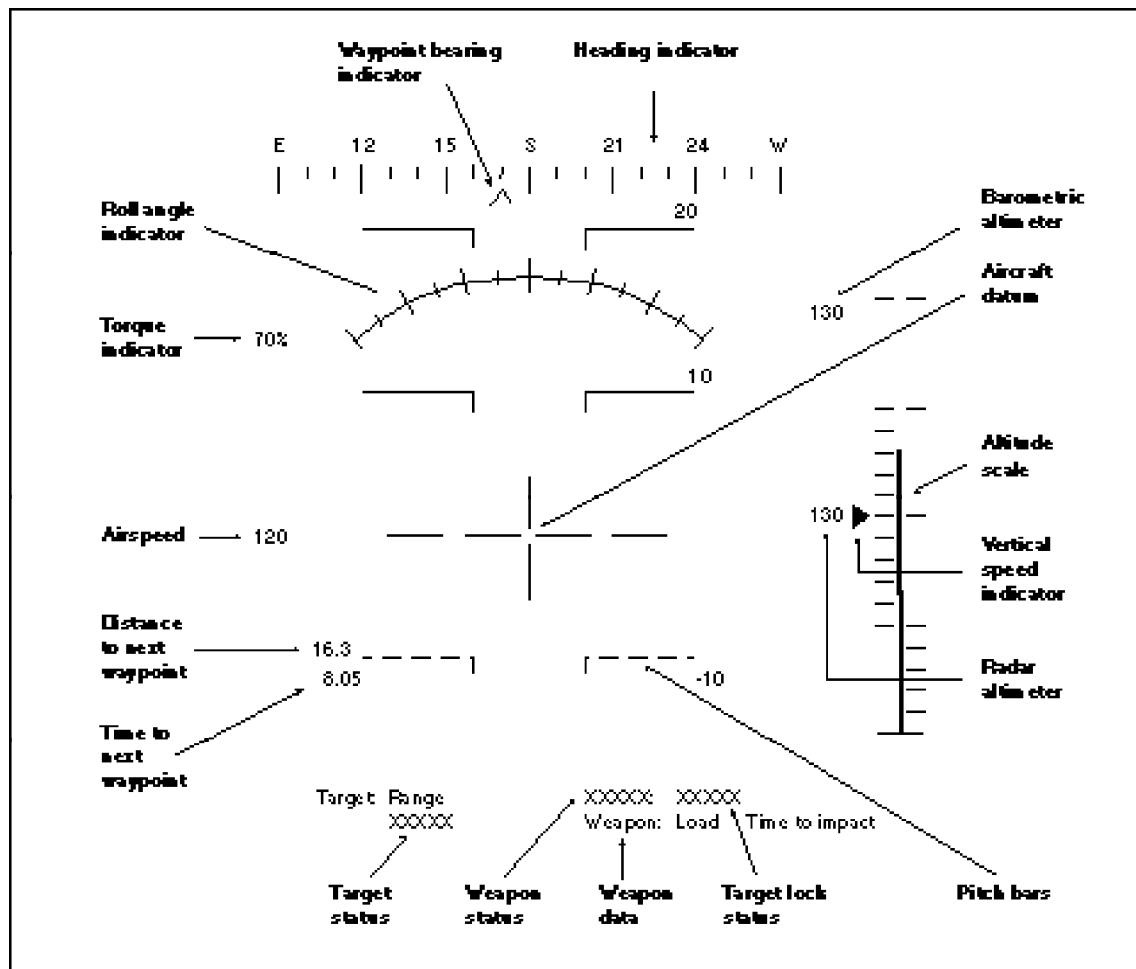 Waypoint bearing
indicator
Heading indicator
E 12 15 S 21 24 W
Roll angle
indicator
20
Barometric
altimeter
Aircraft
datum
130
Torque
indicator
70%
10
Altitude
scale
130
Airspeed
120
Vertical
speed
indicator
Distance
to next
waypoint
16.3
8.05
-10
Radar
altimeter
Time to
next
waypoint
Target: Range
XXXXX
XXXXX: XXXXX
Weapon: Load Time to impact
Target
status
Weapon
status
Weapon
data
Target lock
status
Pitch bars